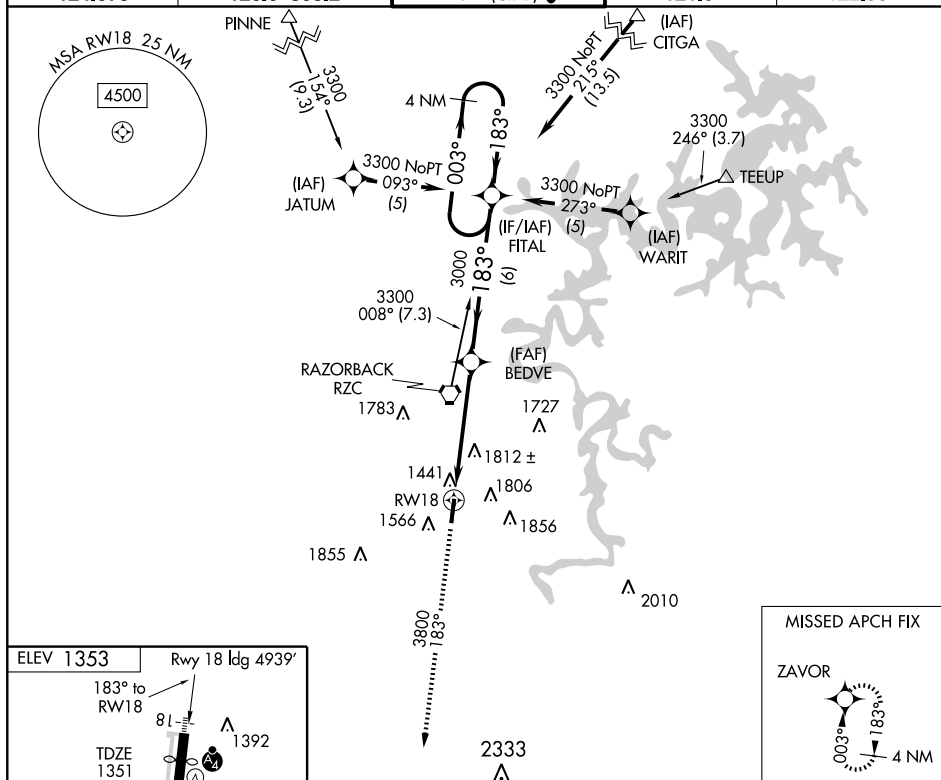 PINNE
(IAF)
CITGA
MSA RW18 25 NM
4500
3300
154°
(9.3)
4 NM
003°
183°
3300 NoPT
215°
(13.5)
3300
246° (3.7)
TEEUP
(IAF)
JATUM
3300 NoPT
093°
(5)
3300 NoPT
273°
(5)
(IF/IAF)
FITAL
(IAF)
WARIT
3000
183°
(6)
3300
008° (7.3)
(FAF)
BEDVE
RAZORBACK
RZC
1783
1727
1812 ±
1441
RW18
1806
1566
1856
1855
2010
3800
183°
MISSED APCH FIX
ZAVOR
003°
183°
4 NM
ELEV 1353
Rwy 18 ldg 4939'
183° to
RW18
18
1392
TDZE
1351
A4
2333